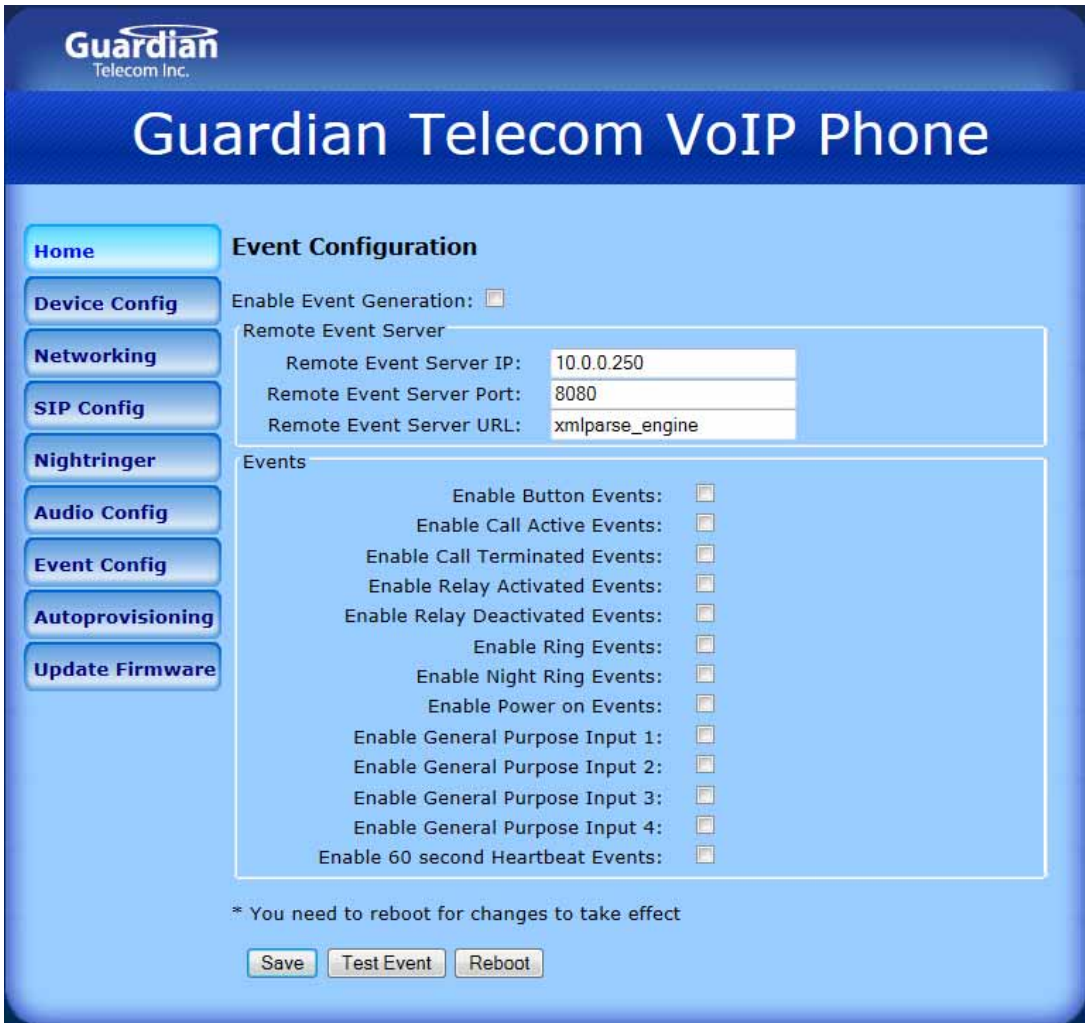 Guardian
Telecom Inc.
Guardian Telecom VoIP Phone
Home
Device Config
Networking
SIP Config
Nightringer
Audio Config
Event Config
Autoprovisioning
Update Firmware
Event Configuration
Enable Event Generation:
Remote Event Server
Remote Event Server IP: 10.0.0.250
Remote Event Server Port: 8080
Remote Event Server URL: xmlparse_engine
Events
Enable Button Events:
Enable Call Active Events:
Enable Call Terminated Events:
Enable Relay Activated Events:
Enable Relay Deactivated Events:
Enable Ring Events:
Enable Night Ring Events:
Enable Power on Events:
Enable General Purpose Input 1:
Enable General Purpose Input 2:
Enable General Purpose Input 3:
Enable General Purpose Input 4:
Enable 60 second Heartbeat Events:
* You need to reboot for changes to take effect
Save Test Event Reboot